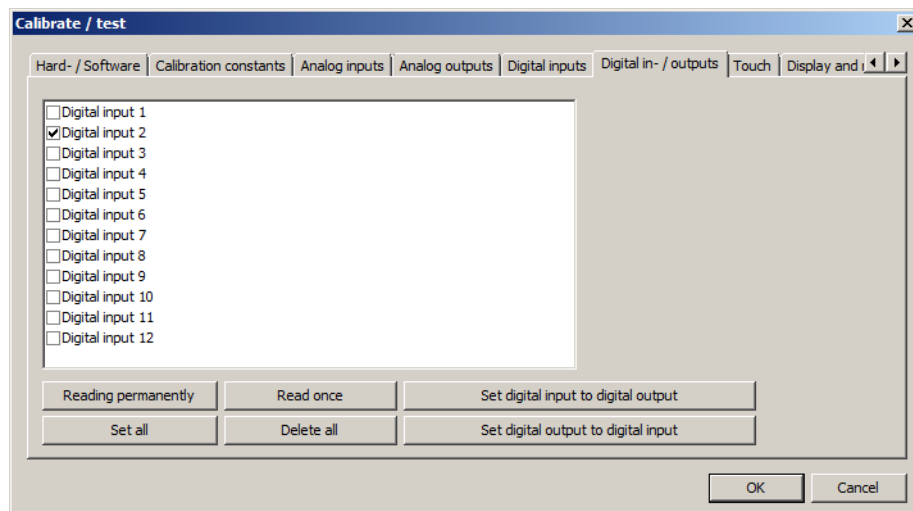 Calibrate / test
Hard- / Software Calibration constants Analog inputs Analog outputs Digital inputs Digital in- / outputs Touch Display and
Digital input 1
Digital input 2
Digital input 3
Digital input 4
Digital input 5
Digital input 6
Digital input 7
Digital input 8
Digital input 9
Digital input 10
Digital input 11
Digital input 12
Reading permanently Read once Set digital input to digital output
Set all Delete all Set digital output to digital input
OK Cancel